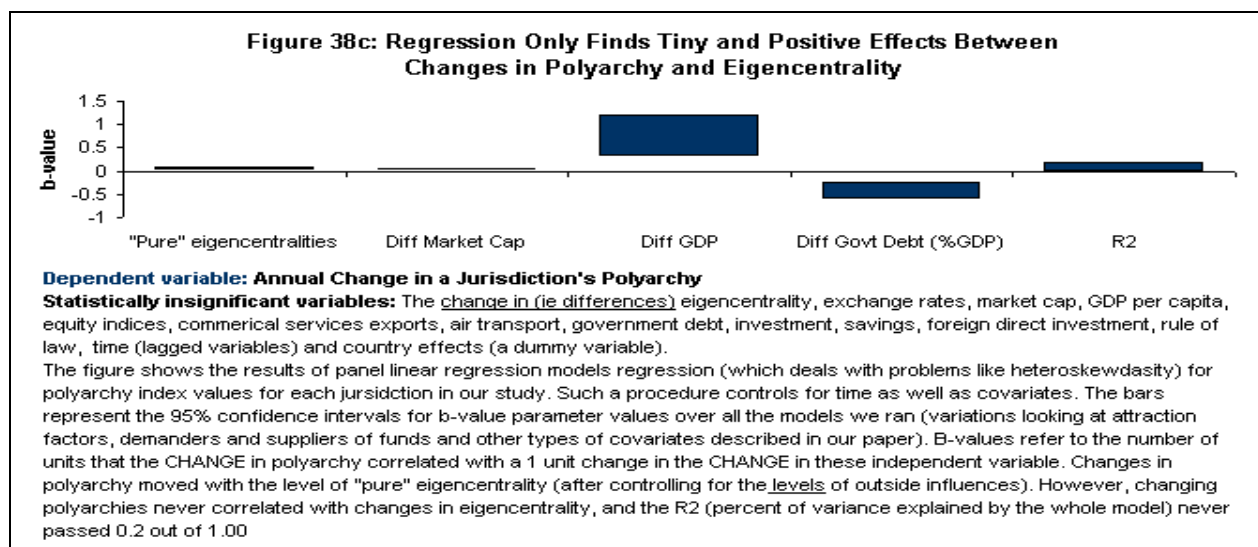 Figure 38c: Regression Only Finds Tiny and Positive Effects Between
Changes in Polyarchy and Eigencentrality
1.5
1
0.5
0
-0.5
-1
b-value
"Pure" eigencentralities
Diff Market Cap
Diff GDP
Diff Govt Debt (%GDP)
R2
Dependent variable: Annual Change in a Jurisdiction's Polyarchy
Statistically insignificant variables: The change in (ie differences) eigencentrality, exchange rates, market cap, GDP per capita,
equity indices, commerical services exports, air transport, government debt, investment, savings, foreign direct investment, rule of
law, time (lagged variables) and country effects (a dummy variable).
The figure shows the results of panel linear regression models regression (which deals with problems like heteroskewdasity) for
polyarchy index values for each jursidction in our study. Such a procedure controls for time as well as covariates. The bars
represent the 95% confidence intervals for b-value parameter values over all the models we ran (variations looking at attraction
factors, demanders and suppliers of funds and other types of covariates described in our paper). B-values refer to the number of
units that the CHANGE in polyarchy correlated with a 1 unit change in the CHANGE in these independent variable. Changes in
polyarchy moved with the level of "pure" eigencentrality (after controlling for the levels of outside influences). However, changing
polyarchies never correlated with changes in eigencentrality, and the R2 (percent of variance explained by the whole model) never
passed 0.2 out of 1.00